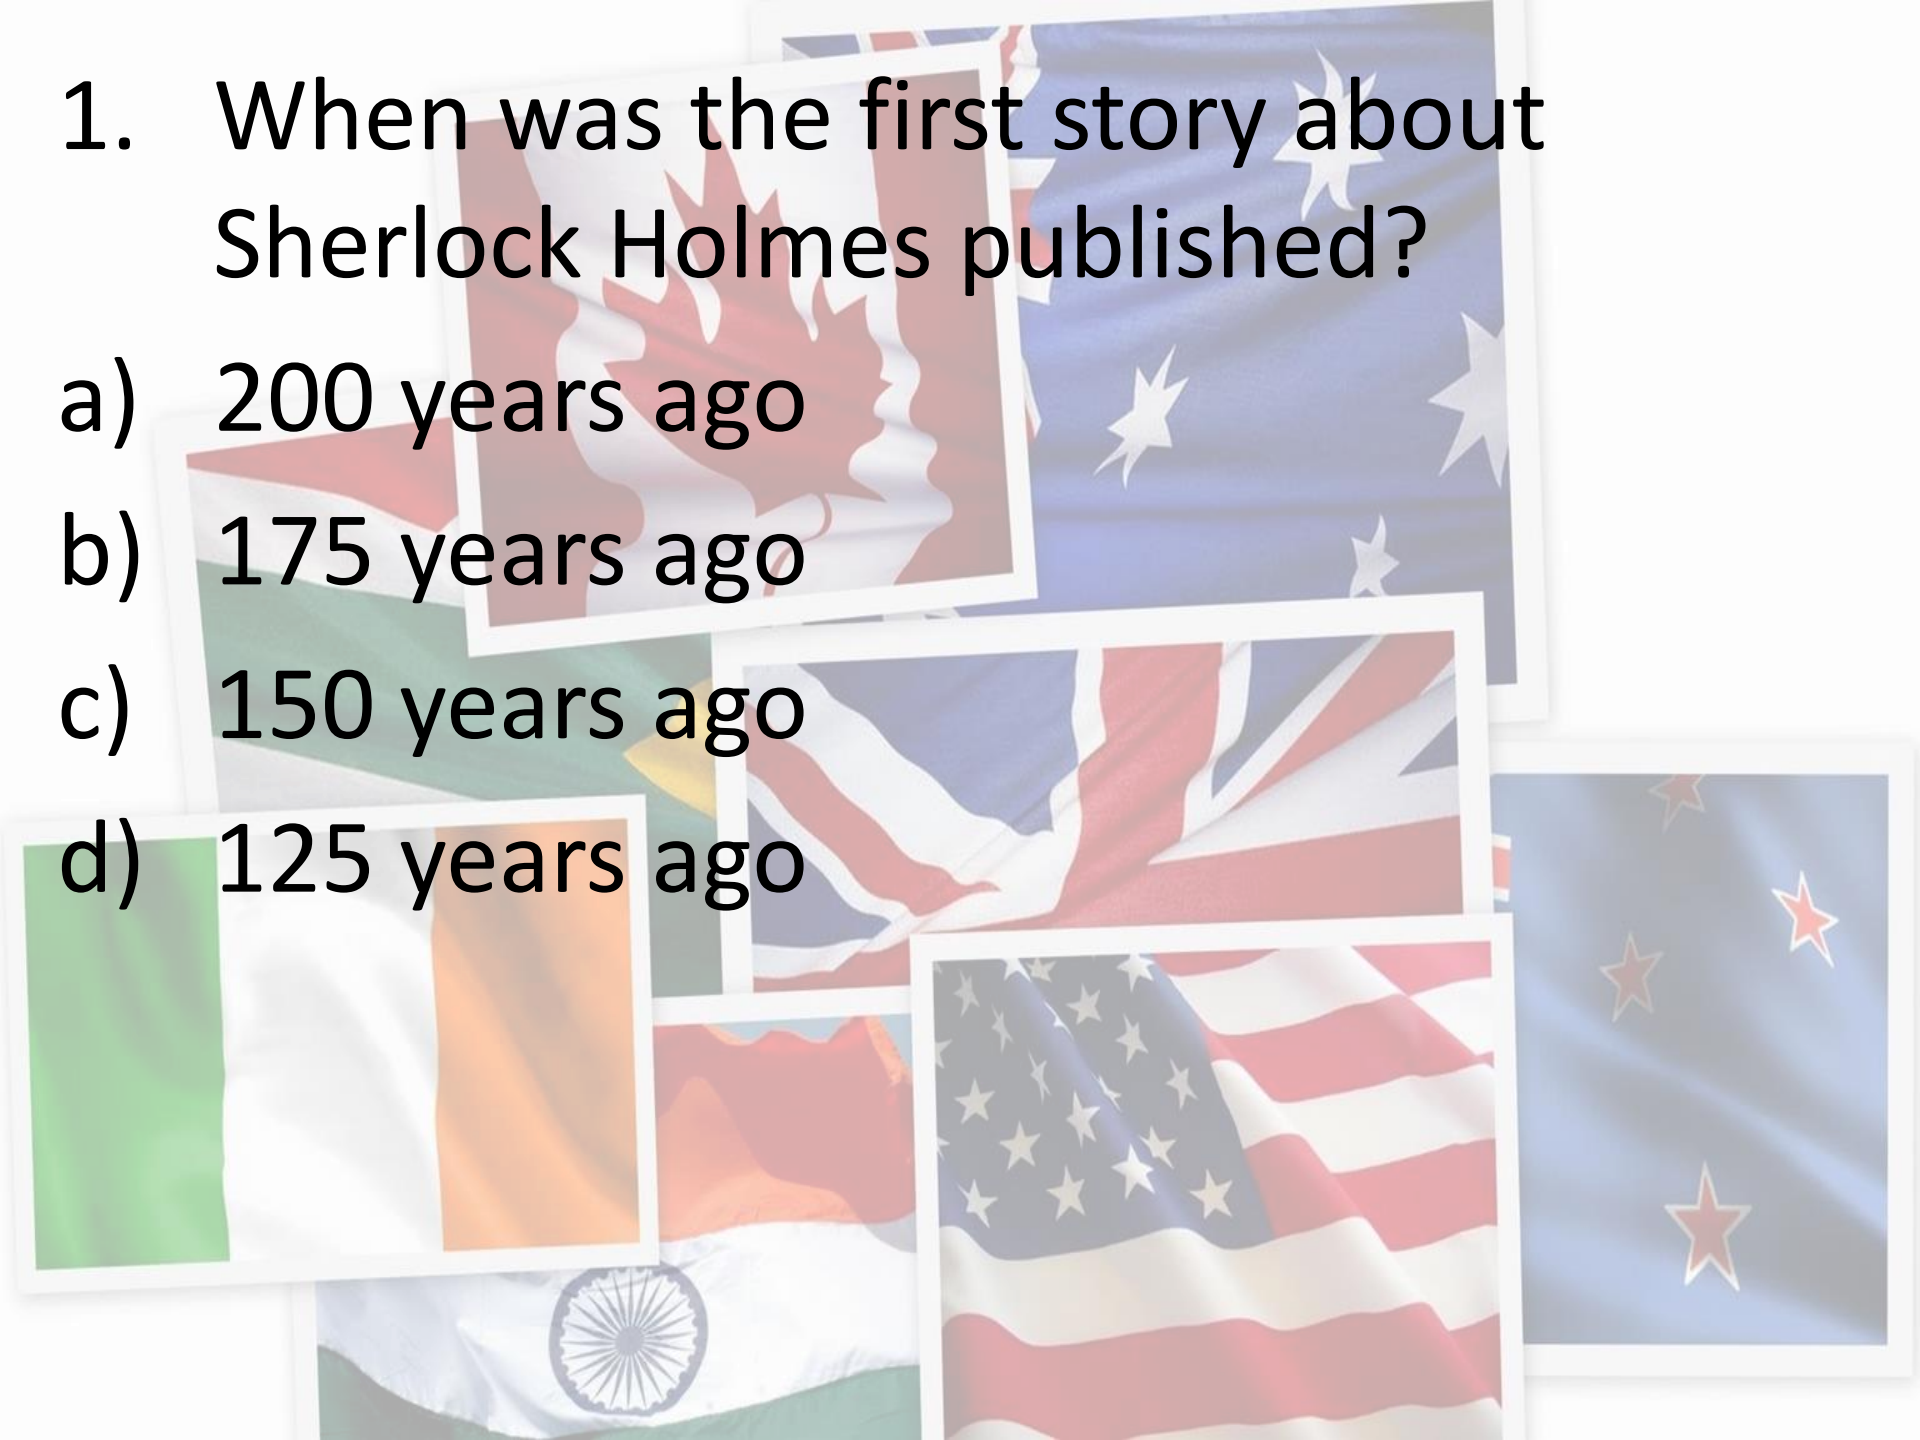 1. When was the first story about
Sherlock Holmes published?
a) 200 years ago
b) 175 years ago
c) 150 years ago
d) 125 years ago